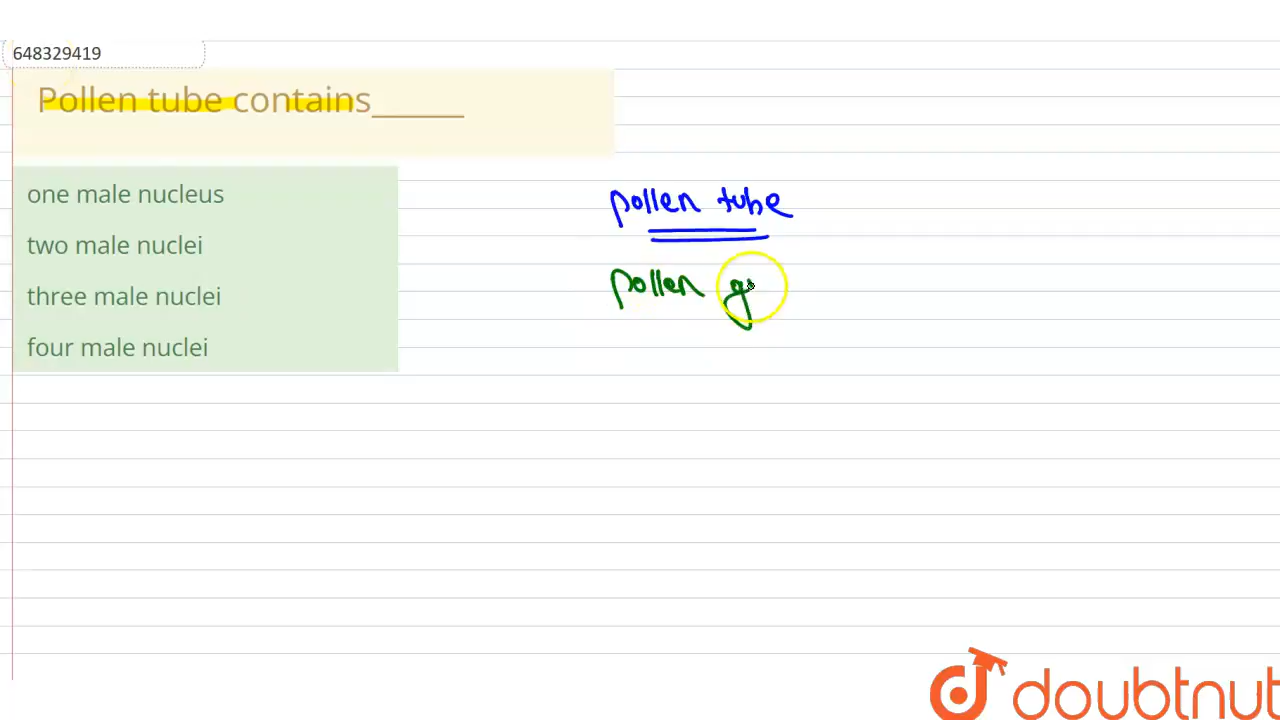 648329419
Pollen tube contains______
one male nucleus
two male nuclei
three male nuclei
four male nuclei
pollen tube
pollen
doubtnut